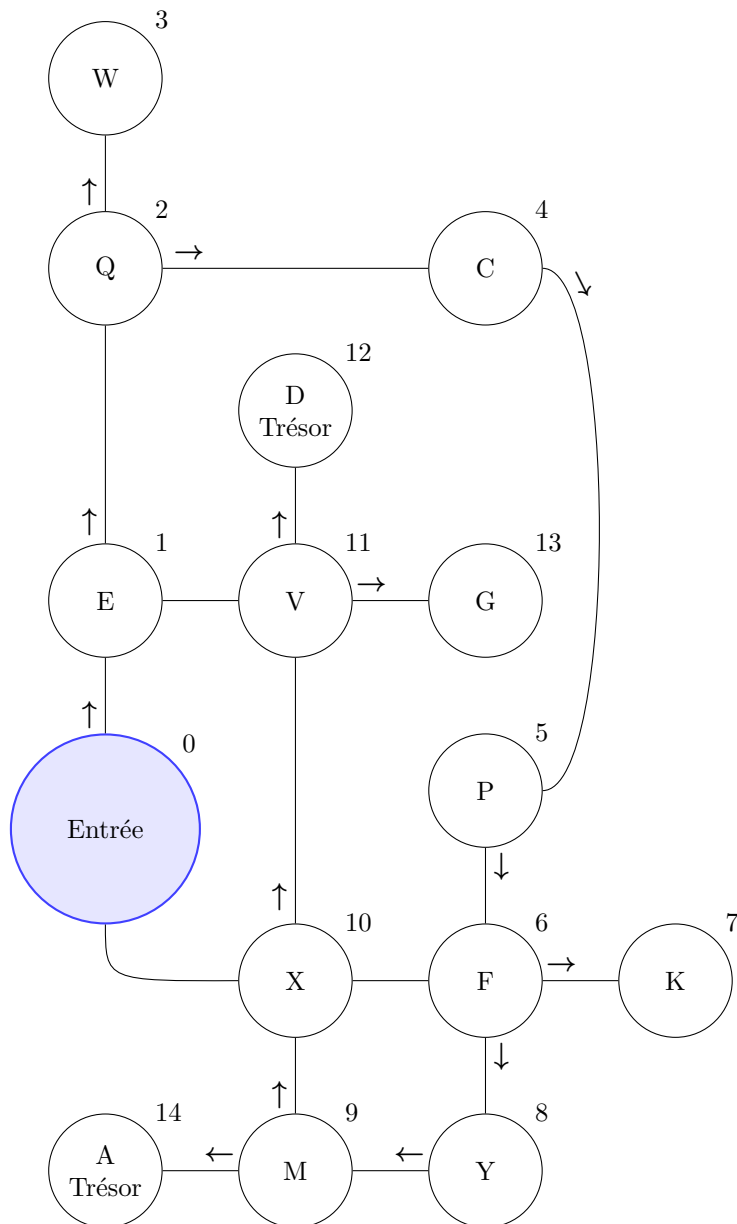 3
W
2
4
↑
Q
→
C
↘
12
D
Trésor
1
11
13
↑
↑
E
V
→
G
↑
0
5
P
Entrée
↓
↑
10
6
7
X
F
→
K
↓
14
↑
9
8
A
Trésor
←
M
←
Y